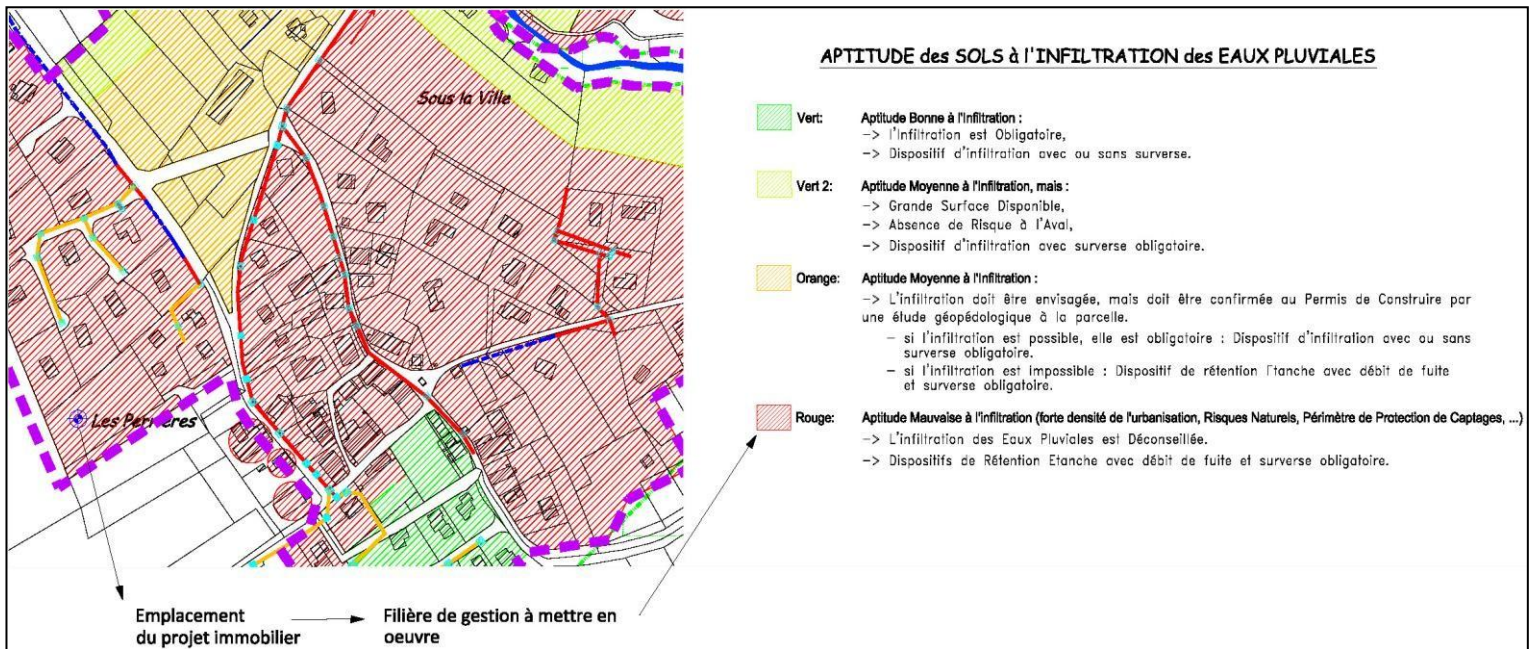 Sous la Ville
Les Perrières
APTITUDE des SOLS à l'INFILTRATION des EAUX PLUVIALES
Vert: Aptitude Bonne à l'Infiltration :
-> l'Infiltration est Obligatoire,
-> Dispositif d'infiltration avec ou sans surverse.
Vert 2: Aptitude Moyenne à l'Infiltration, mais :
-> Grande Surface Disponible,
-> Absence de Risque à l'Aval,
-> Dispositif d'infiltration avec surverse obligatoire.
Orange: Aptitude Moyenne à l'Infiltration :
-> L'infiltration doit être envisagée, mais doit être confirmée au Permis de Construire par
une étude géopédologique à la parcelle.
- si l'infiltration est possible, elle est obligatoire : Dispositif d'infiltration avec ou sans
surverse obligatoire.
- si l'infiltration est impossible : Dispositif de rétention Etanche avec débit de fuite
et surverse obligatoire.
Rouge: Aptitude Mauvaise à l'infiltration (forte densité de l'urbanisation, Risques Naturels, Périmètre de Protection de Captages, ...)
-> L'infiltration des Eaux Pluviales est Déconseillée.
-> Dispositifs de Rétention Etanche avec débit de fuite et surverse obligatoire.
Emplacement
du projet immobilier
Filière de gestion à mettre en
oeuvre